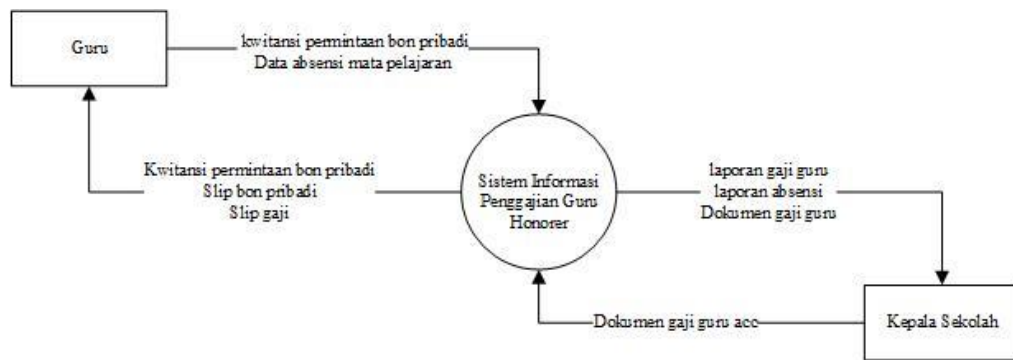 Guru
kwitansi permintaan bon pribadi
Data absensi mata pelajaran
Kwitansi permintaan bon pribadi
Slip bon pribadi
Slip gaji
Sistem Informasi
Penggajian Guru
Honorer
laporan gaji guru
laporan absensi
Dokumen gaji guru
Dokumen gaji guru acc
Kepala Sekolah